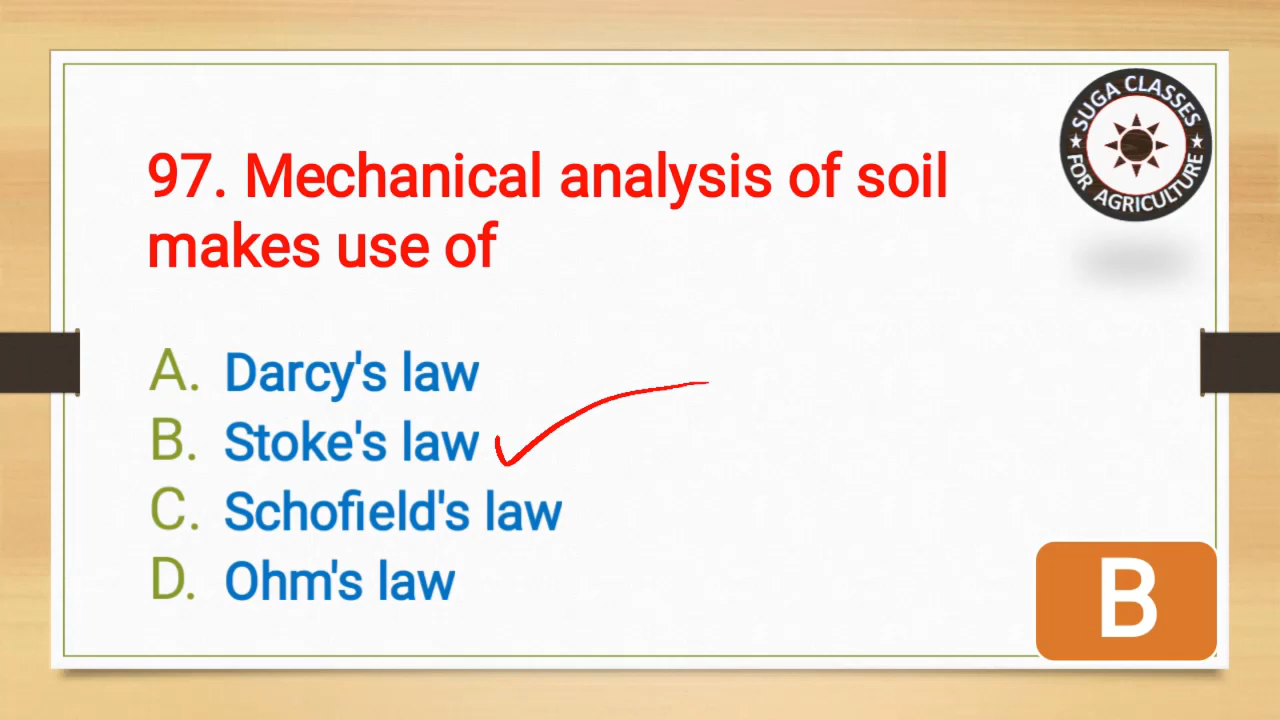 SUGA CLASSES
FOR AGRICULTURE
97. Mechanical analysis of soil
makes use of
A. Darcy's law
B. Stoke's law
C. Schofield's law
D. Ohm's law
B